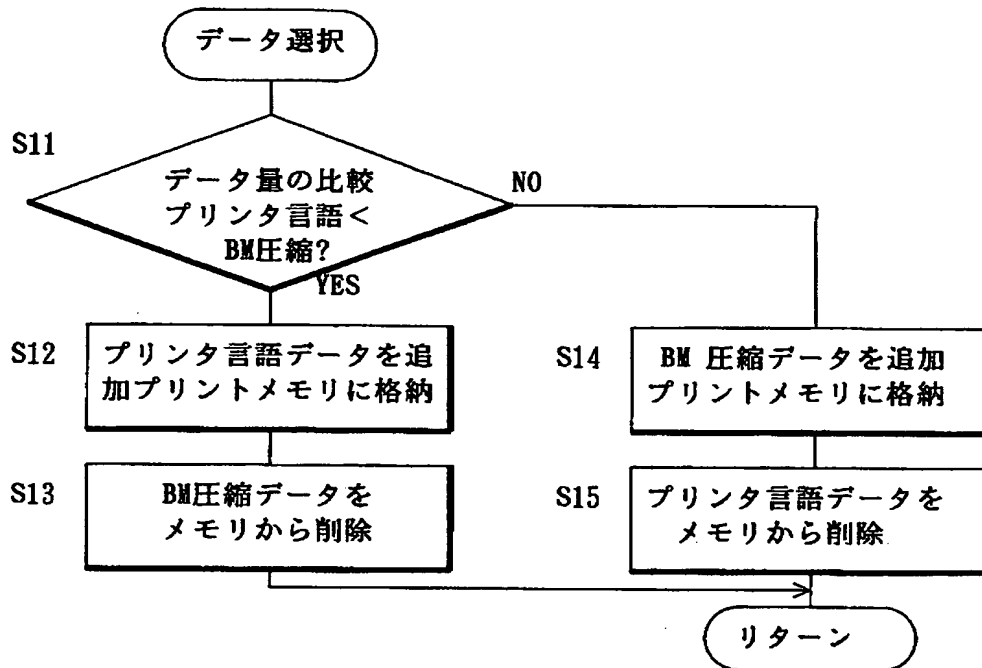 データ選択
S11
データ量の比較
プリンタ言語<
BM圧縮?
NO
YES
S12
プリンタ言語データを追
加プリントメモリに格納
S14
BM 圧縮データを追加
プリントメモリに格納
S13
BM圧縮データを
メモリから削除
S15
プリンタ言語データを
メモリから削除
リターン